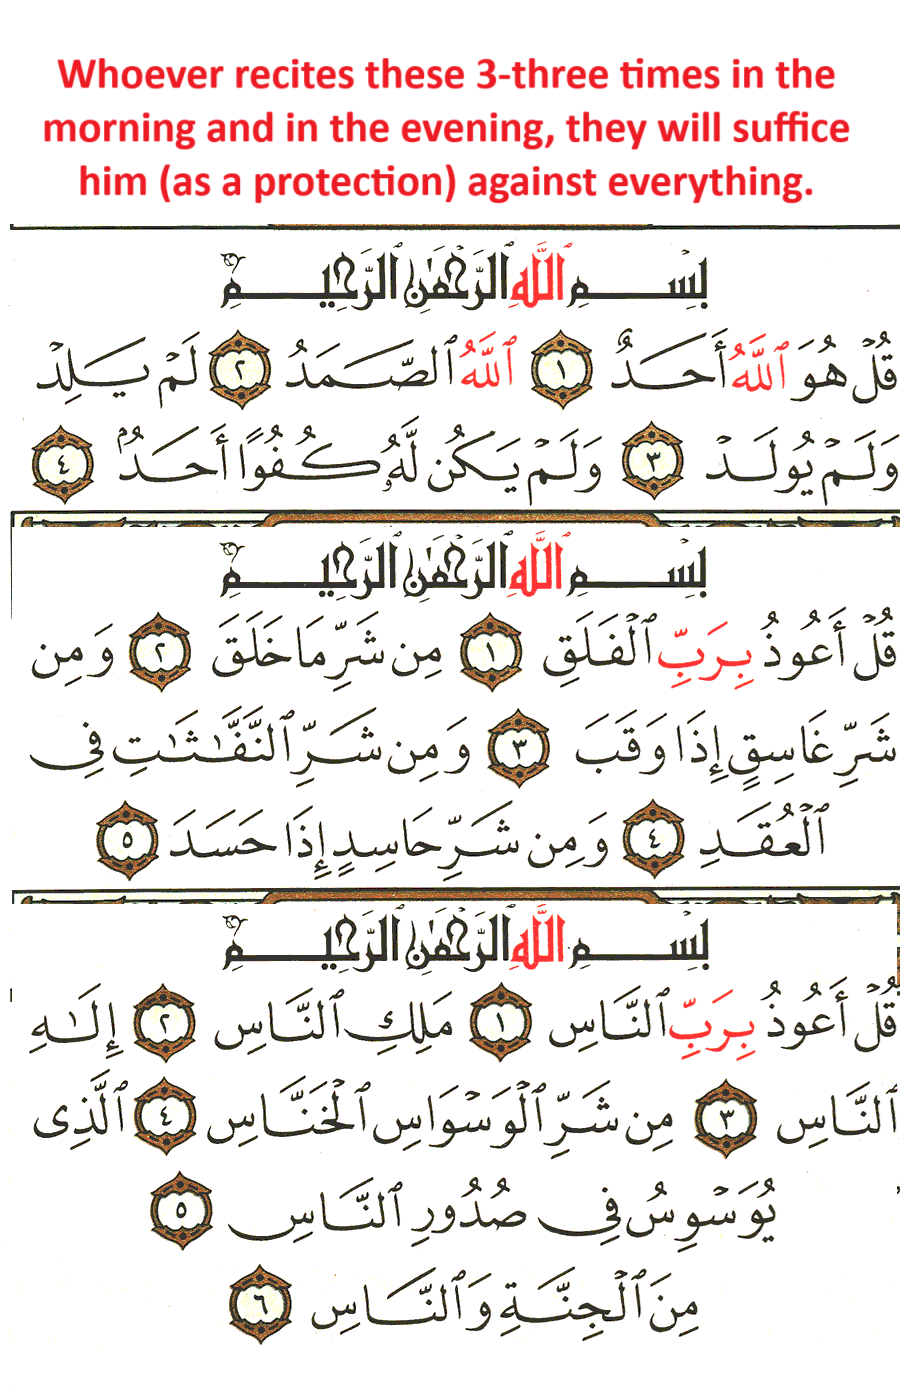 Whoever recites these 3-three times in the
morning and in the evening, they will suffice
him (as a protection) against everything.
بِسْمِ ٱللَّهِ ٱلرَّحْمَٰنِ ٱلرَّحِيمِ
قُلْ هُوَ ٱللَّهُ أَحَدٌ ١ ٱللَّهُ ٱلصَّمَدُ ٢ لَمْ يَلِدْ
وَلَمْ يُولَدْ ٣ وَلَمْ يَكُن لَّهُۥ كُفُوًا أَحَدٌۢ ٤
بِسْمِ ٱللَّهِ ٱلرَّحْمَٰنِ ٱلرَّحِيمِ
قُلْ أَعُوذُ بِرَبِّ ٱلْفَلَقِ ١ مِن شَرِّ مَا خَلَقَ ٢ وَمِن
شَرِّ غَاسِقٍ إِذَا وَقَبَ ٣ وَمِن شَرِّ ٱلنَّفَّٰثَٰتِ فِى
ٱلْعُقَدِ ٤ وَمِن شَرِّ حَاسِدٍ إِذَا حَسَدَ ٥
بِسْمِ ٱللَّهِ ٱلرَّحْمَٰنِ ٱلرَّحِيمِ
قُلْ أَعُوذُ بِرَبِّ ٱلنَّاسِ ١ مَلِكِ ٱلنَّاسِ ٢ إِلَٰهِ
ٱلنَّاسِ ٣ مِن شَرِّ ٱلْوَسْوَاسِ ٱلْخَنَّاسِ ٤ ٱلَّذِى
يُوَسْوِسُ فِى صُدُورِ ٱلنَّاسِ ٥
مِنَ ٱلْجِنَّةِ وَٱلنَّاسِ ٦